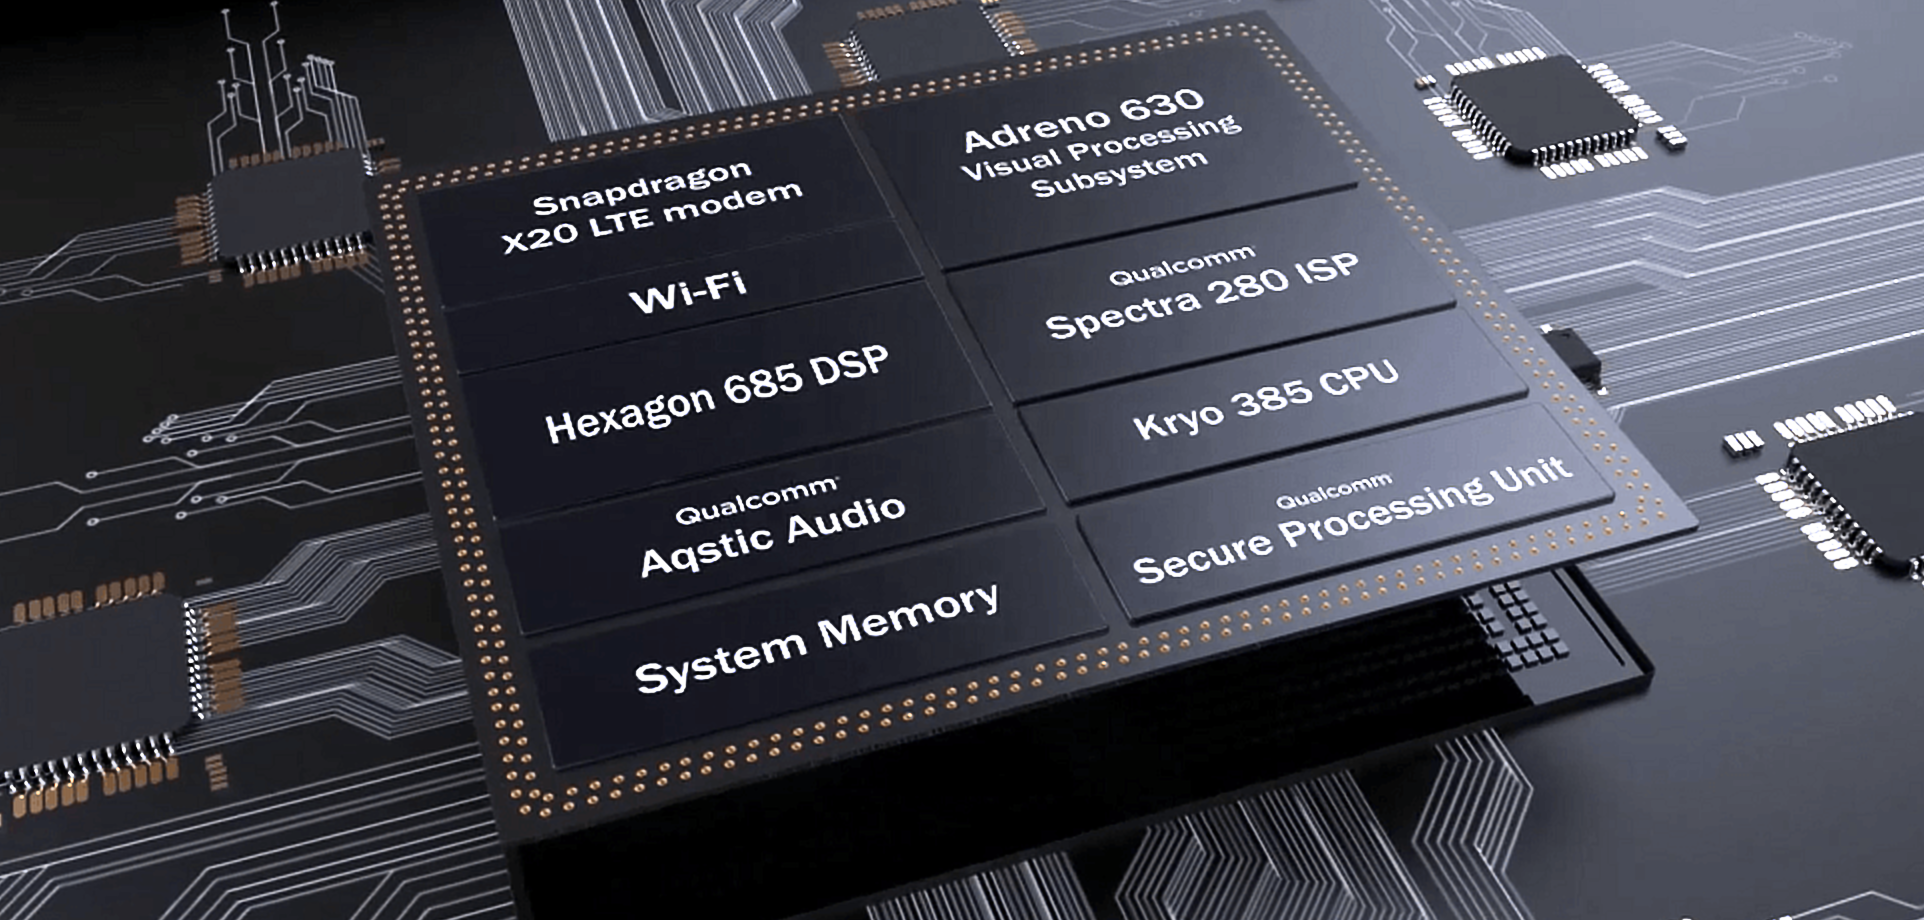 Snapdragon
X20 LTE modem
Wi-Fi
Hexagon 685 DSP
Qualcomm
Aqstic Audio
System Memory
Adreno 630
Visual Processing
Subsystem
Qualcomm
Spectra 280 ISP
Kryo 385 CPU
Qualcomm
Secure Processing Unit